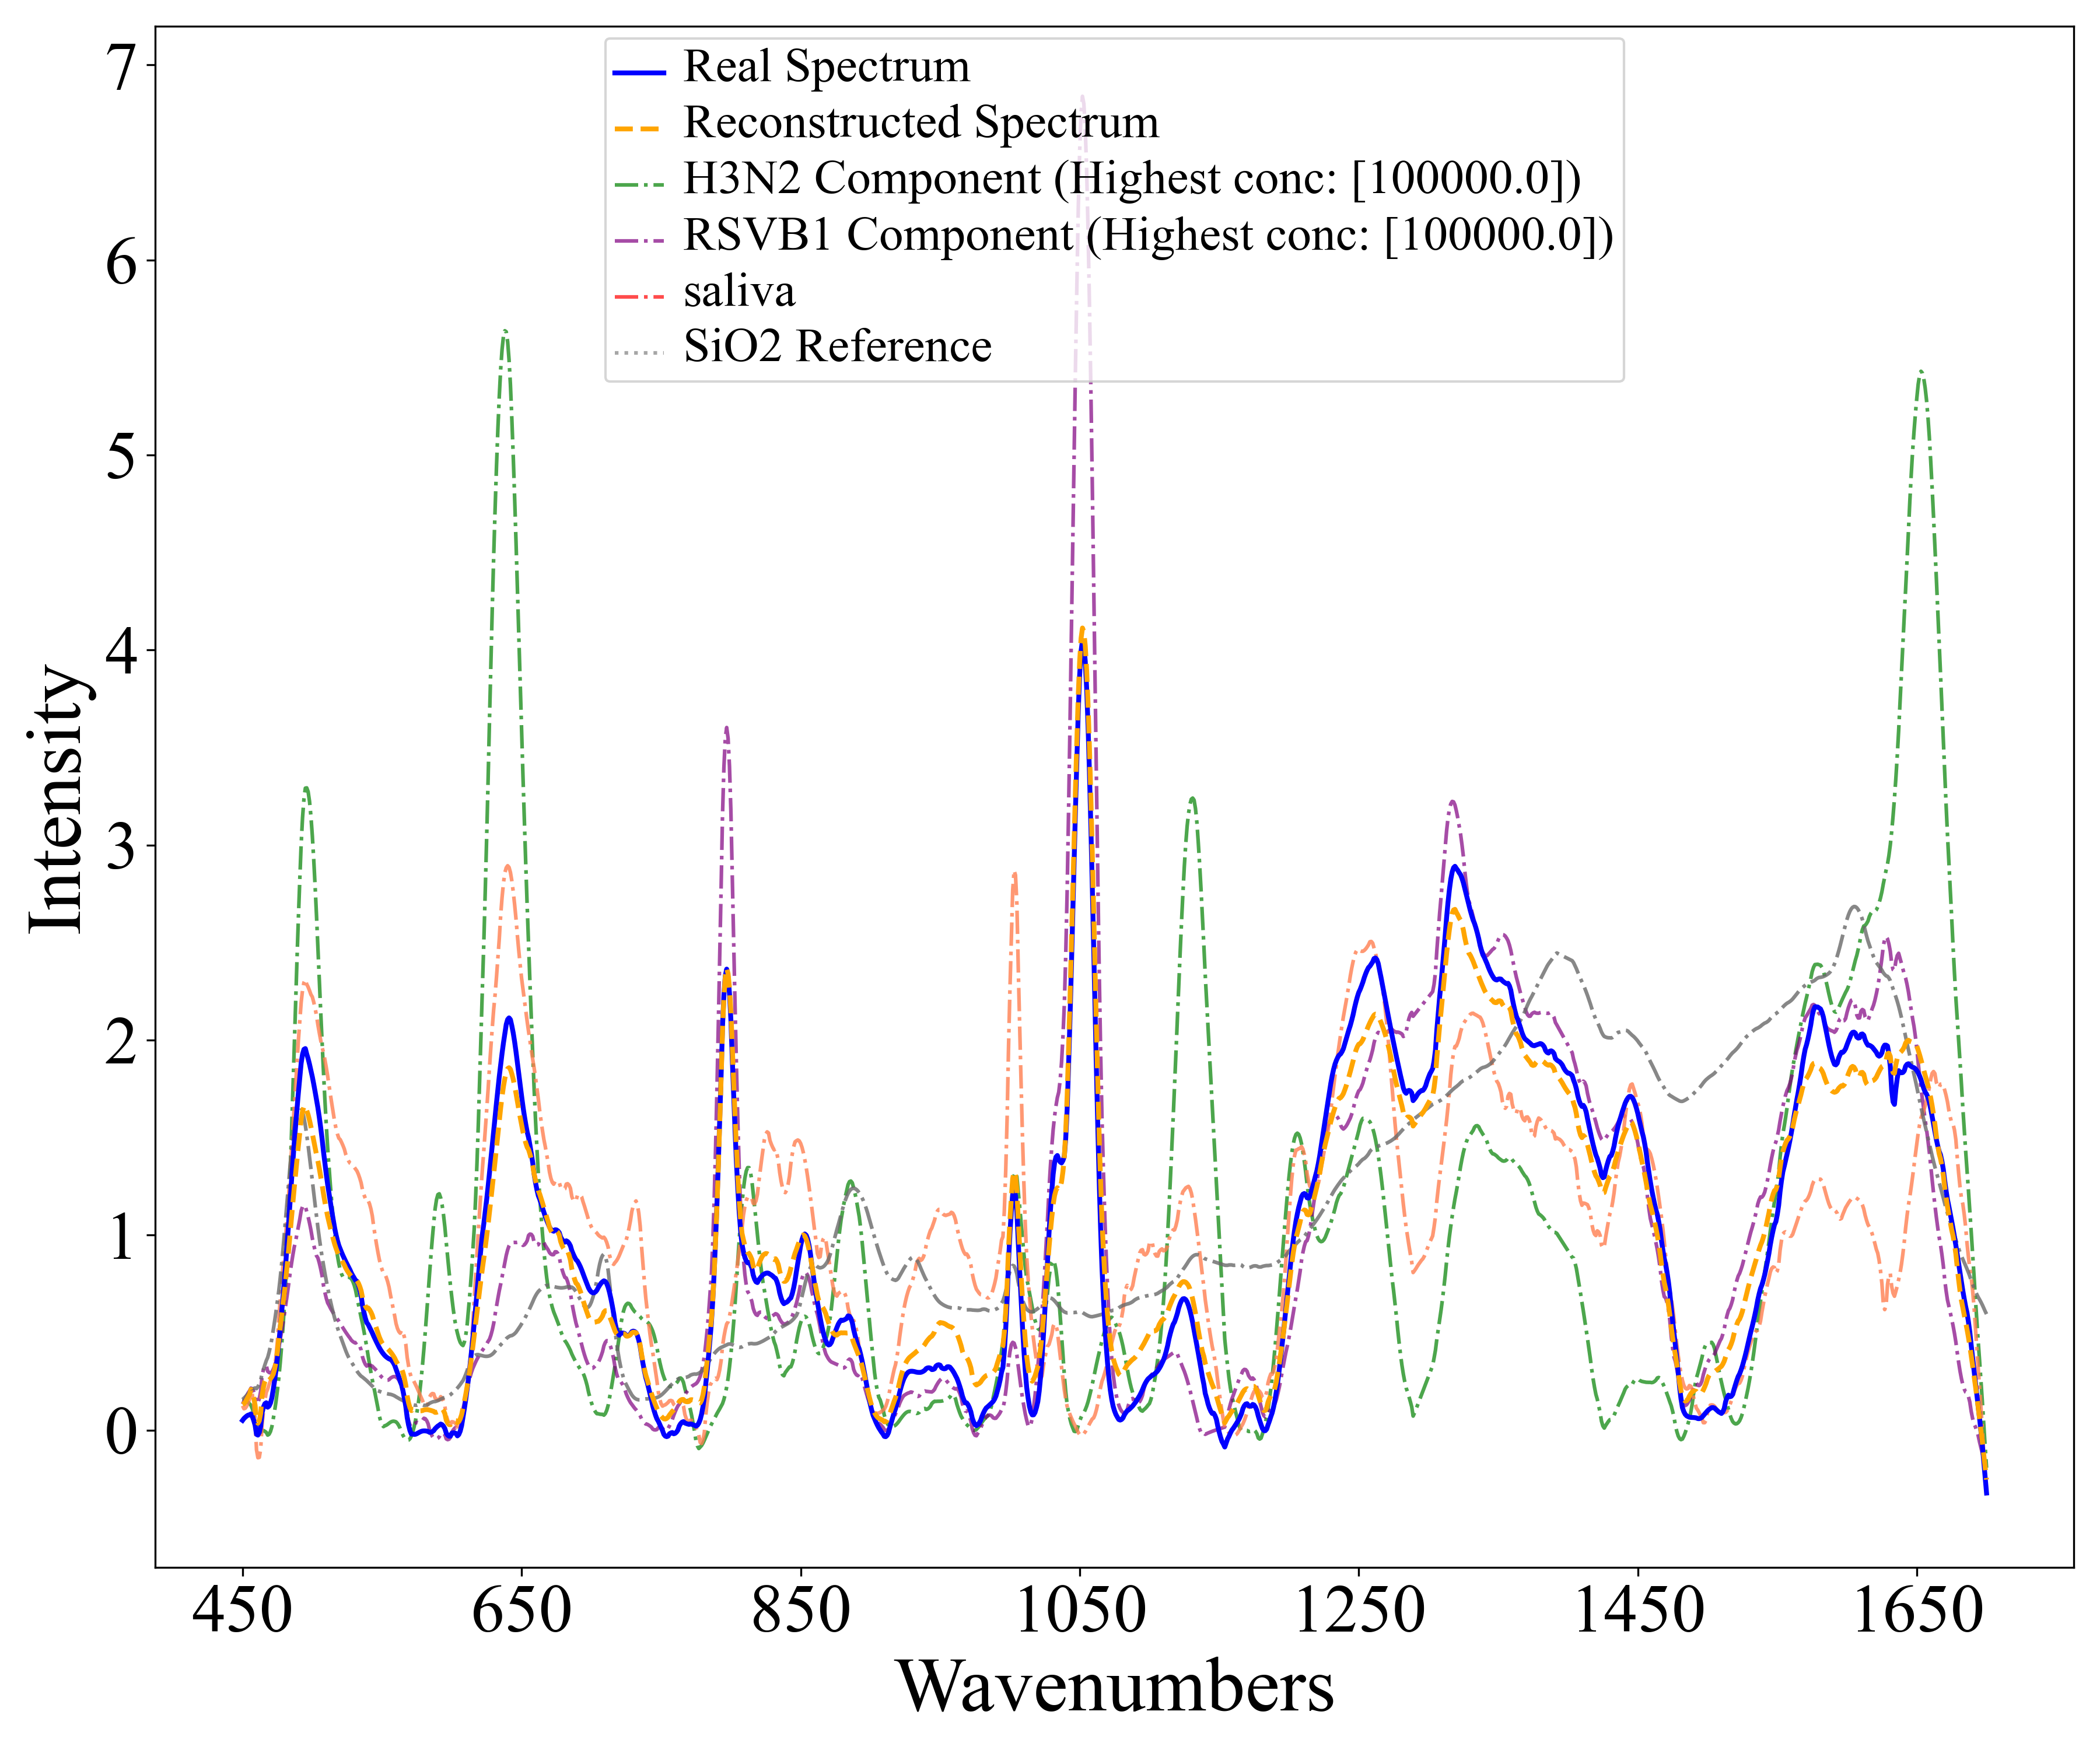 Real Spectrum
Reconstructed Spectrum
H3N2 Component (Highest conc: [100000.0])
RSVB1 Component (Highest conc: [100000.0])
saliva
SiO2 Reference
7
6
5
4
3
2
1
0
Intensity
450 650 850 1050 1250 1450 1650
Wavenumbers